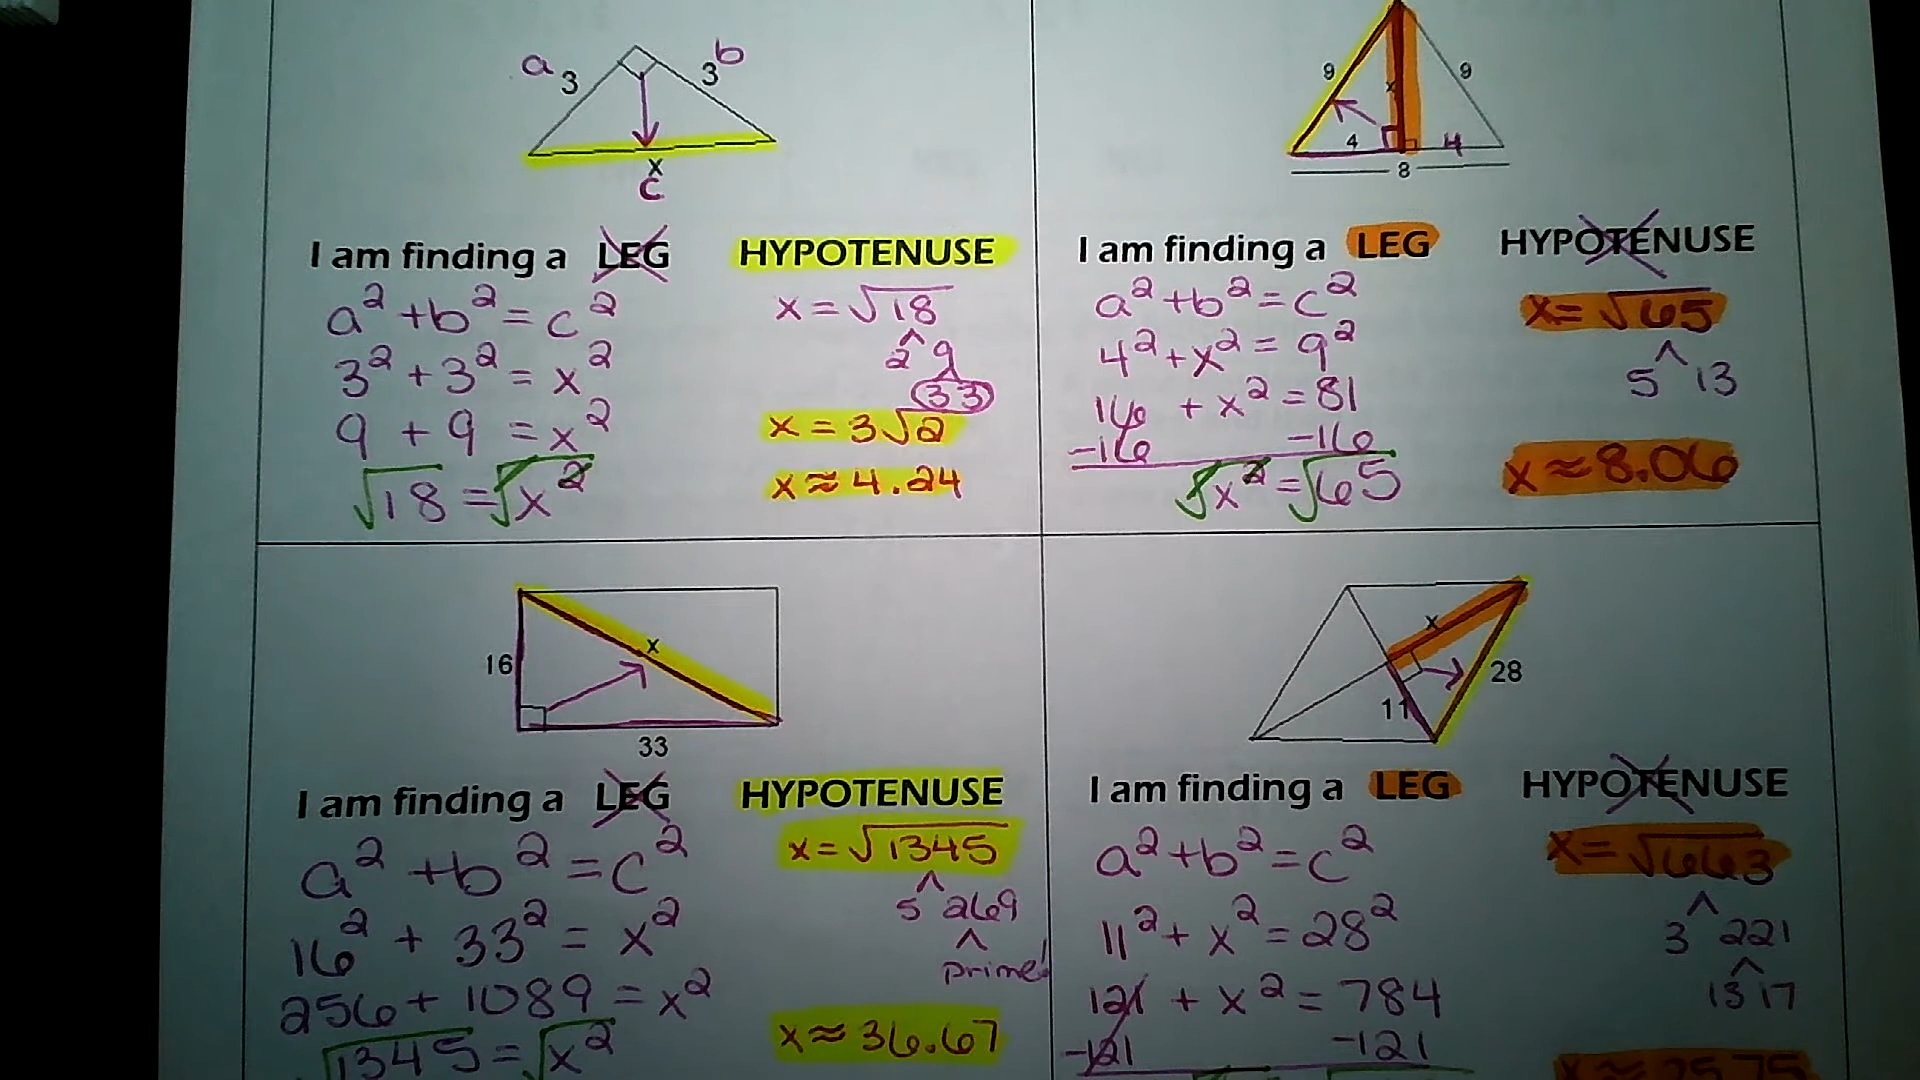 a 3
3 b
x
c
I am finding a LEG HYPOTENUSE
a² + b² = c²
3² + 3² = x²
9 + 9 = x²
√18 = √x²
x = √18
2 9
3 3
x = 3√2
x ≈ 4.24
9 x 9
4 4
8
I am finding a LEG HYPOTENUSE
a² + b² = c²
4² + x² = 9²
16 + x² = 81
-16 -16
√x² = √65
x = √65
5 13
x ≈ 8.06
x
16
33
I am finding a LEG HYPOTENUSE
a² + b² = c²
16² + 33² = x²
256 + 1089 = x²
√1345 = √x²
x = √1345
5 269
prime!
x ≈ 36.67
x
28
11
I am finding a LEG HYPOTENUSE
a² + b² = c²
11² + x² = 28²
121 + x² = 784
-121 -121
x = √663
3 221
13 17
x ≈ 25.75